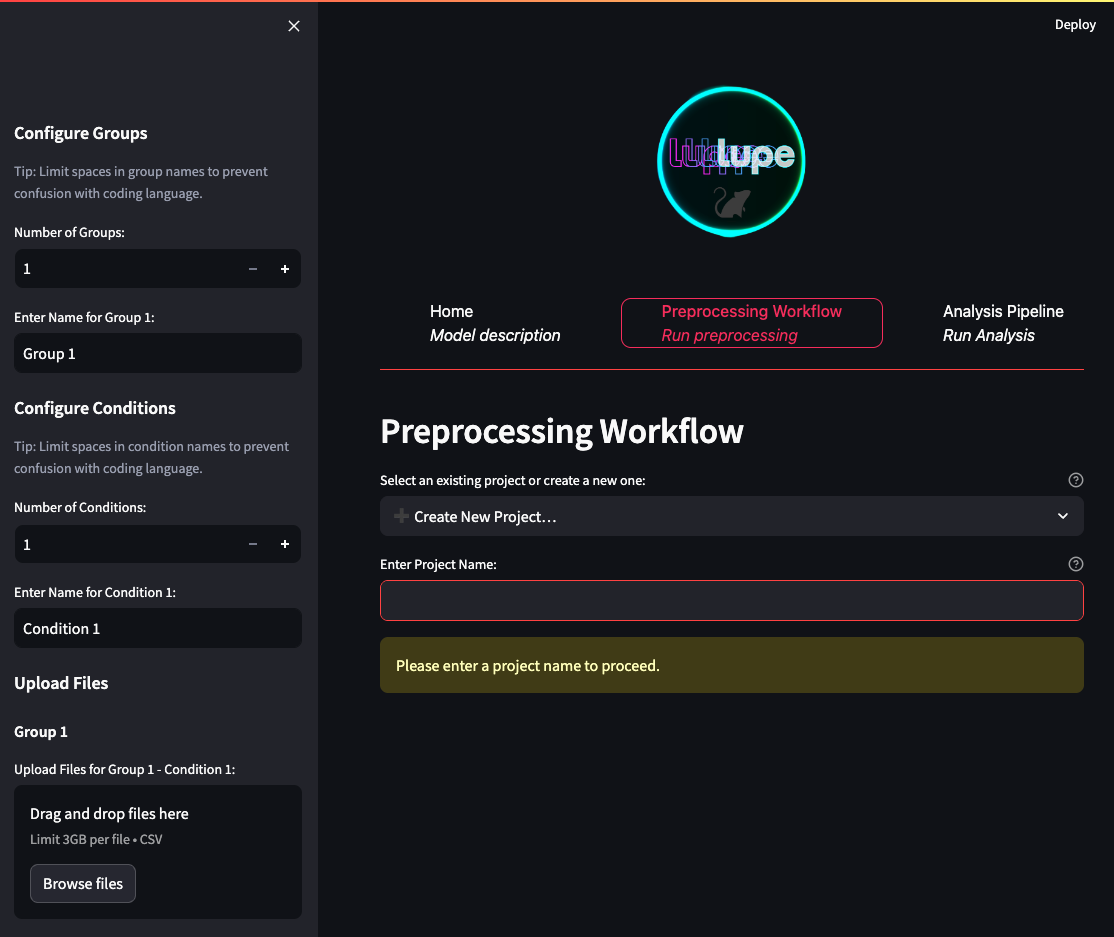 Deploy
Configure Groups
Tip: Limit spaces in group names to prevent
confusion with coding language.
Number of Groups:
1
Enter Name for Group 1:
Group 1
Configure Conditions
Tip: Limit spaces in condition names to prevent
confusion with coding language.
Number of Conditions:
1
Enter Name for Condition 1:
Condition 1
Upload Files
Group 1
Upload Files for Group 1 - Condition 1:
Drag and drop files here
Limit 3GB per file • CSV
Browse files
lupe
Home
Model description
Preprocessing Workflow
Run preprocessing
Analysis Pipeline
Run Analysis
Preprocessing Workflow
Select an existing project or create a new one:
➕ Create New Project…
Enter Project Name:
Please enter a project name to proceed.